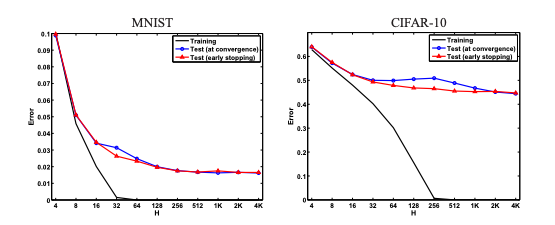 MNIST
Training
Test (at convergence)
Test (early stopping)
0.1
0.09
0.08
0.07
0.06
0.05
0.04
0.03
0.02
0.01
0
Error
4 8 16 32 64 128 256 512 1K 2K 4K
H
CIFAR-10
Training
Test (at convergence)
Test (early stopping)
0.6
0.5
0.4
0.3
0.2
0.1
0
Error
4 8 16 32 64 128 256 512 1K 2K 4K
H